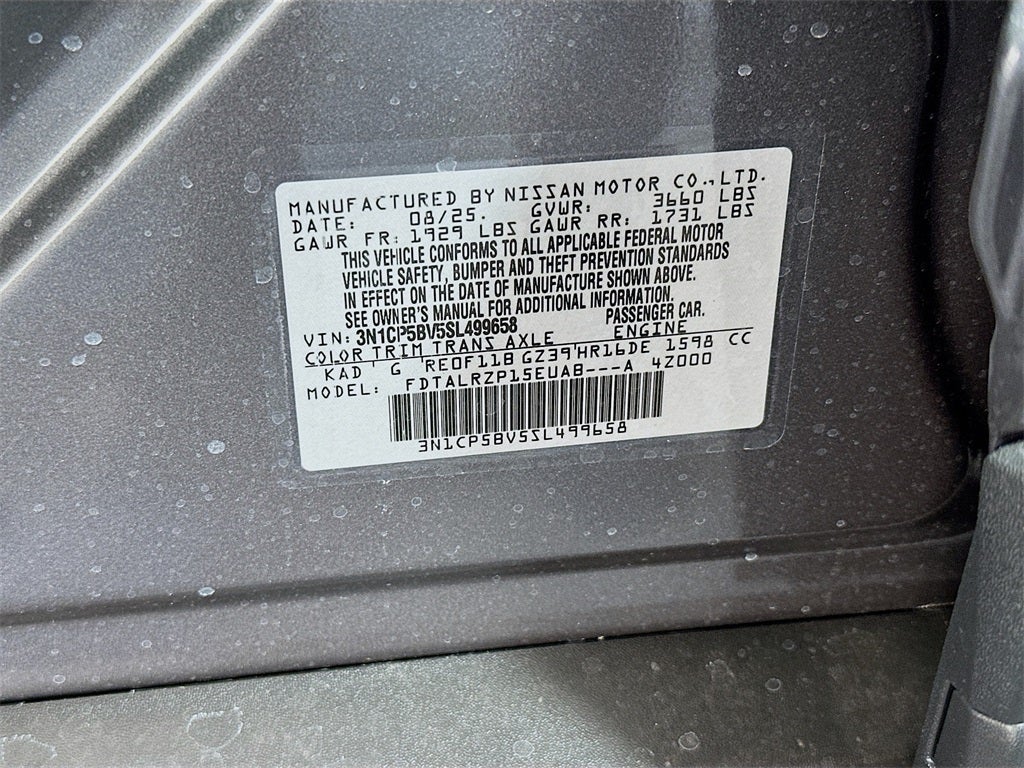 MANUFACTURED BY NISSAN MOTOR CO.,LTD.
DATE: 08/25. GVWR: 3660 LBS
GAWR FR: 1929 LBS GAWR RR: 1731 LBS
THIS VEHICLE CONFORMS TO ALL APPLICABLE FEDERAL MOTOR
VEHICLE SAFETY, BUMPER AND THEFT PREVENTION STANDARDS
IN EFFECT ON THE DATE OF MANUFACTURE SHOWN ABOVE.
SEE OWNER'S MANUAL FOR ADDITIONAL INFORMATION.
VIN: 3N1CP5BV5SL499658 PASSENGER CAR.
COLOR TRIM TRANS AXLE ENGINE
KAD G RE0F11B GZ39 HR16DE 1598 CC
MODEL: FDTALRZP15EUAB---A 4Z000
3N1CP5BV5SL499658